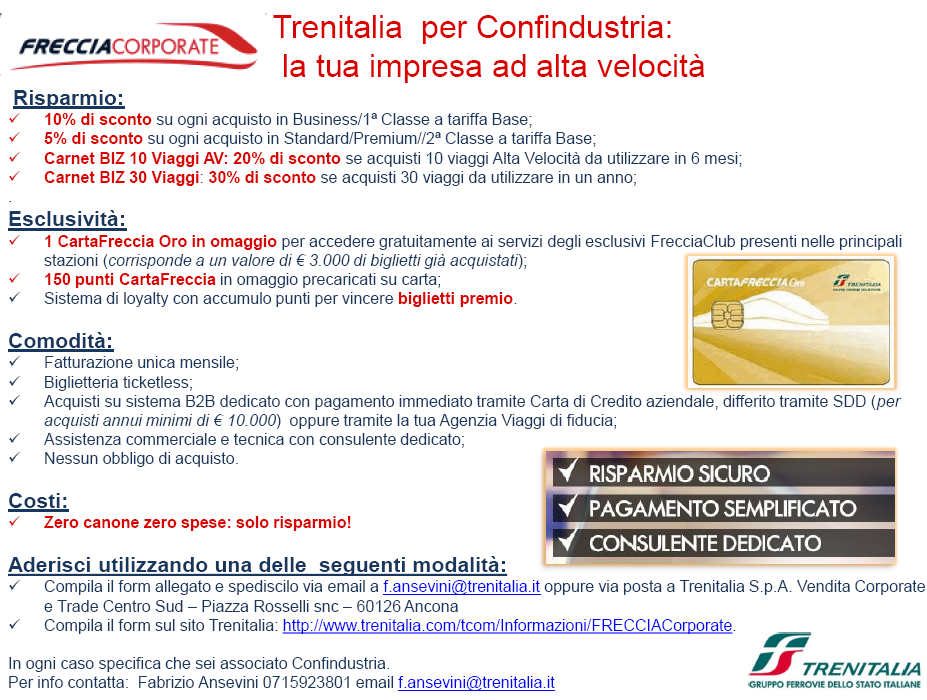 FRECCIACORPORATE
Trenitalia per Confindustria:
la tua impresa ad alta velocità
Risparmio:
✓ 10% di sconto su ogni acquisto in Business/1ª Classe a tariffa Base;
✓ 5% di sconto su ogni acquisto in Standard/Premium//2ª Classe a tariffa Base;
✓ Carnet BIZ 10 Viaggi AV: 20% di sconto se acquisti 10 viaggi Alta Velocità da utilizzare in 6 mesi;
✓ Carnet BIZ 30 Viaggi: 30% di sconto se acquisti 30 viaggi da utilizzare in un anno;
.
Esclusività:
✓ 1 CartaFreccia Oro in omaggio per accedere gratuitamente ai servizi degli esclusivi FrecciaClub presenti nelle principali
stazioni (corrisponde a un valore di € 3.000 di biglietti già acquistati);
✓ 150 punti CartaFreccia in omaggio precaricati su carta;
✓ Sistema di loyalty con accumulo punti per vincere biglietti premio.
CARTAFRECCIA Oro
TRENITALIA
Comodità:
✓ Fatturazione unica mensile;
✓ Biglietteria ticketless;
✓ Acquisti su sistema B2B dedicato con pagamento immediato tramite Carta di Credito aziendale, differito tramite SDD (per
acquisti annui minimi di € 10.000) oppure tramite la tua Agenzia Viaggi di fiducia;
✓ Assistenza commerciale e tecnica con consulente dedicato;
✓ Nessun obbligo di acquisto.
✓ RISPARMIO SICURO
✓ PAGAMENTO SEMPLIFICATO
✓ CONSULENTE DEDICATO
Costi:
✓ Zero canone zero spese: solo risparmio!
Aderisci utilizzando una delle seguenti modalità:
✓ Compila il form allegato e spediscilo via email a f.ansevini@trenitalia.it oppure via posta a Trenitalia S.p.A. Vendita Corporate
e Trade Centro Sud – Piazza Rosselli snc – 60126 Ancona
✓ Compila il form sul sito Trenitalia: http://www.trenitalia.com/tcom/Informazioni/FRECCIACorporate.
In ogni caso specifica che sei associato Confindustria.
Per info contatta: Fabrizio Ansevini 0715923801 email f.ansevini@trenitalia.it
TRENITALIA
GRUPPO FERROVIE DELLO STATO ITALIANE